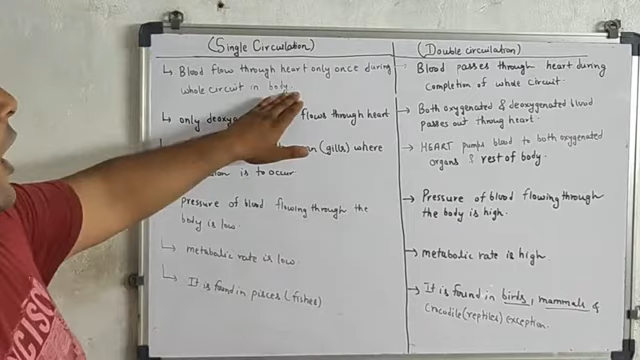 (Single Circulation)
↳ Blood flow through heart only once during
whole circuit in body.
↳ only deoxy flows through heart
(gills) where
is to occur
pressure of blood flowing through the
body is low.
↳ metabolic rate is low.
↳ It is found in pisces (fishes)
(Double circulation)
Blood passes through heart during
completion of whole circuit.
→ Both oxygenated & deoxygenated blood
passes out through heart.
→ HEART pumps blood to both oxygenated
organs & rest of body.
→ Pressure of blood flowing through
the body is high.
→ metabolic rate is high.
→ It is found in birds, mammals &
crocodile (reptiles) exception.